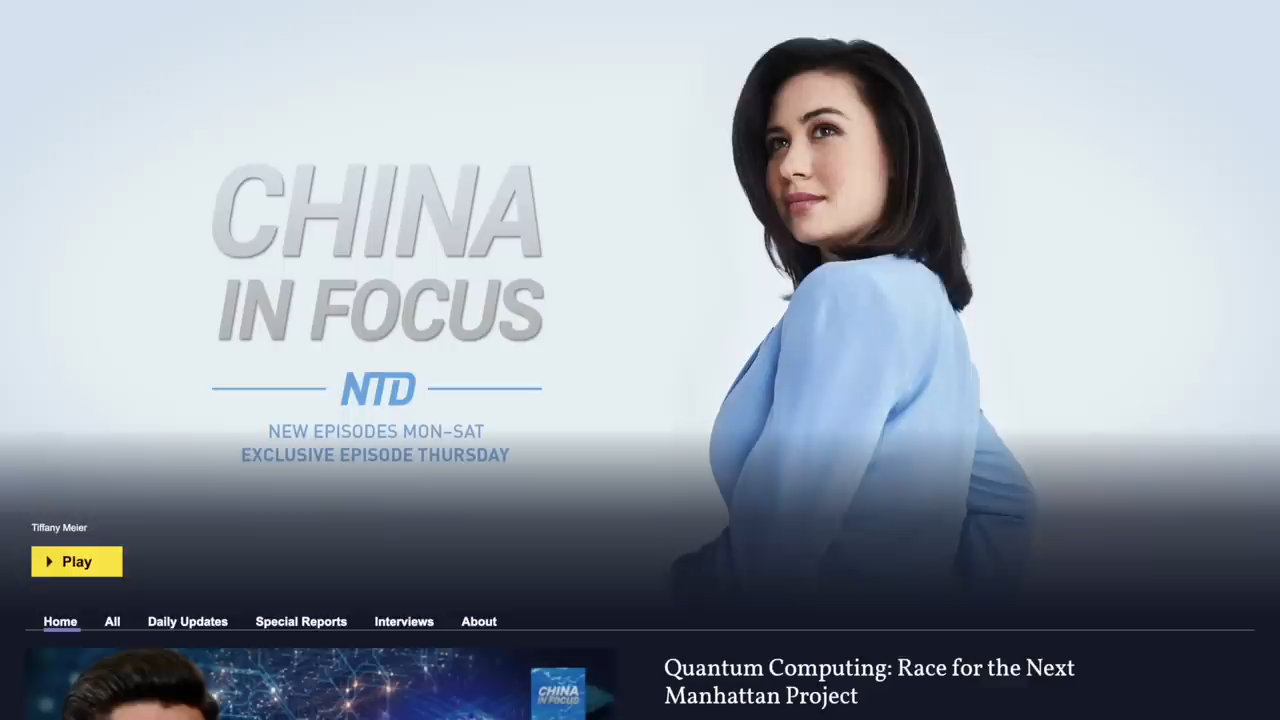 CHINA
IN FOCUS
NTD
NEW EPISODES MON–SAT
EXCLUSIVE EPISODE THURSDAY
Tiffany Meier
Play
Home All Daily Updates Special Reports Interviews About
CHINA
IN FOCUS
Quantum Computing: Race for the Next
Manhattan Project